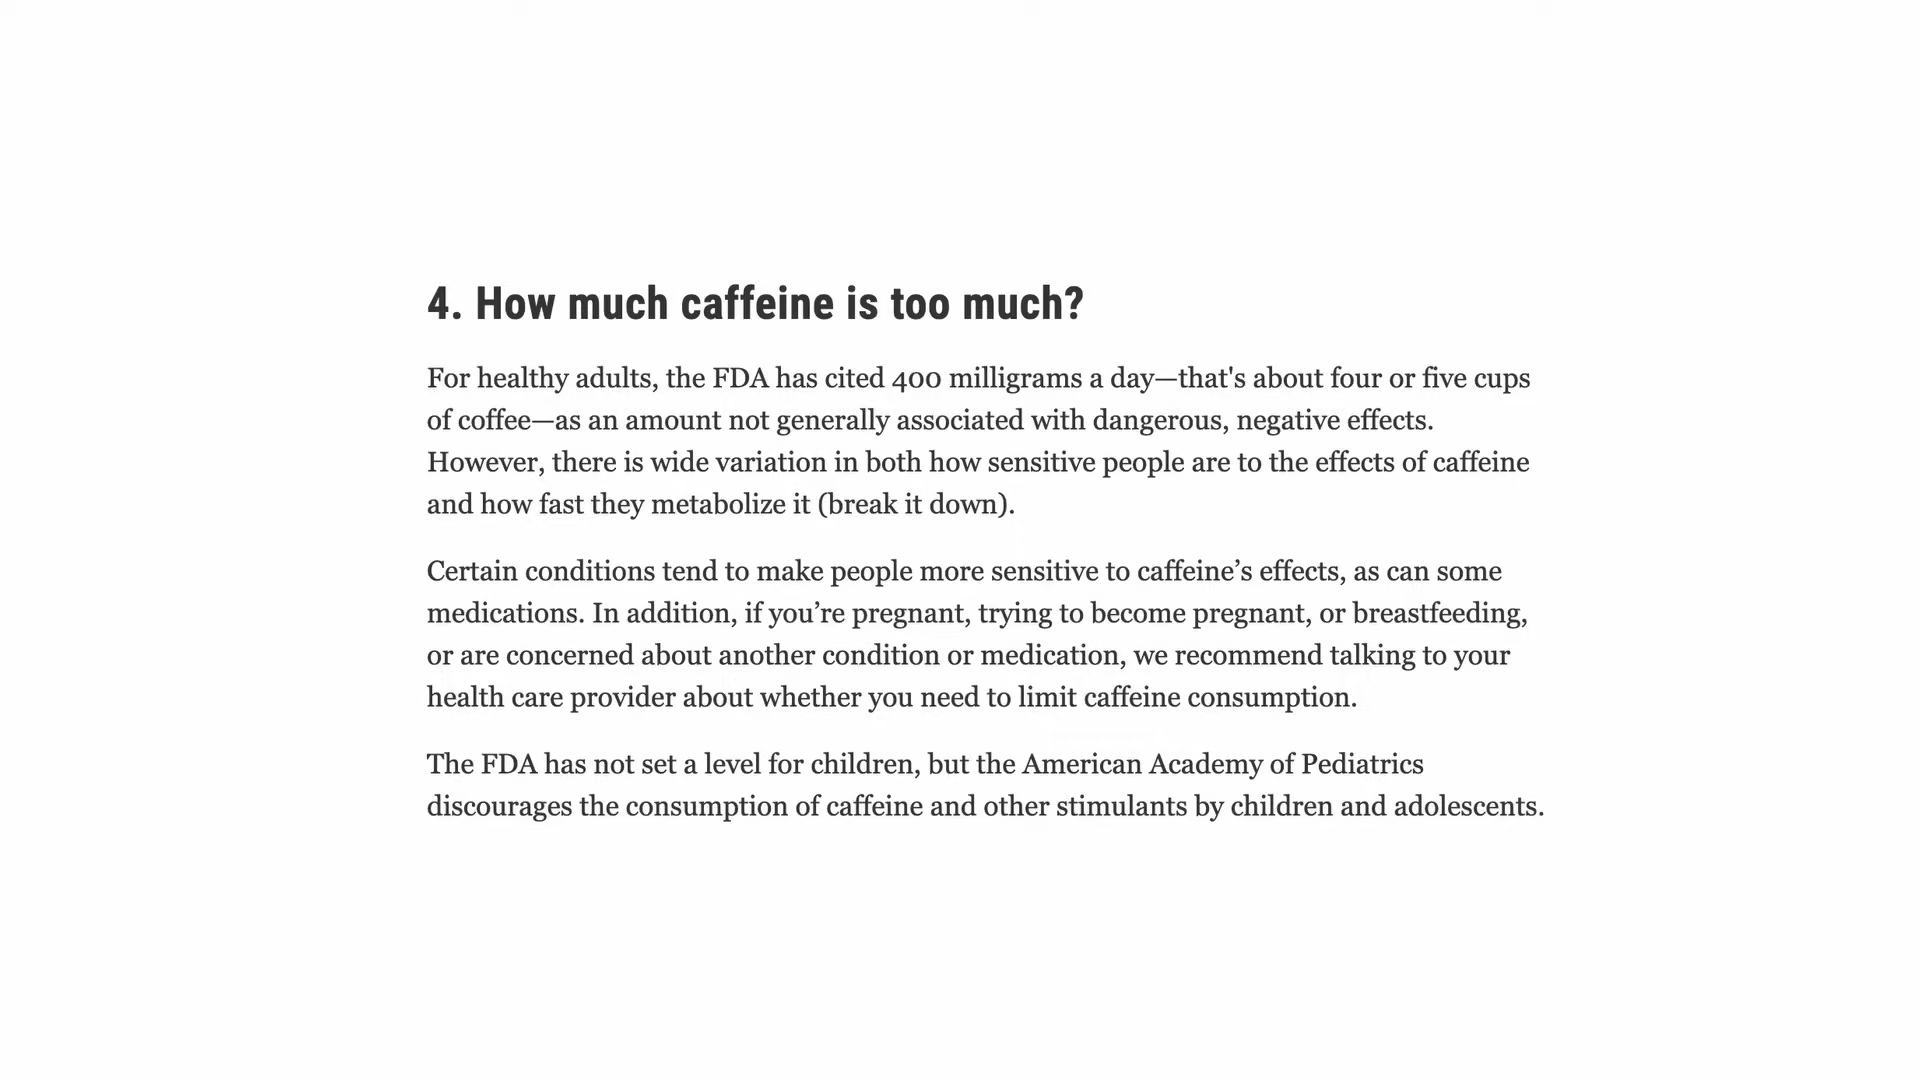 4. How much caffeine is too much?
For healthy adults, the FDA has cited 400 milligrams a day—that's about four or five cups
of coffee—as an amount not generally associated with dangerous, negative effects.
However, there is wide variation in both how sensitive people are to the effects of caffeine
and how fast they metabolize it (break it down).
Certain conditions tend to make people more sensitive to caffeine’s effects, as can some
medications. In addition, if you’re pregnant, trying to become pregnant, or breastfeeding,
or are concerned about another condition or medication, we recommend talking to your
health care provider about whether you need to limit caffeine consumption.
The FDA has not set a level for children, but the American Academy of Pediatrics
discourages the consumption of caffeine and other stimulants by children and adolescents.